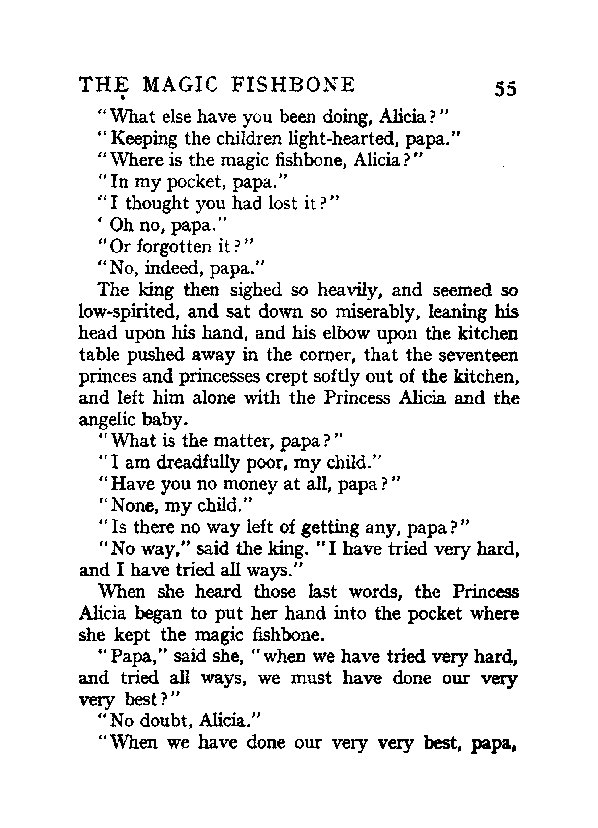 THE MAGIC FISHBONE 55
"What else have you been doing, Alicia?"
"Keeping the children light-hearted, papa."
"Where is the magic fishbone, Alicia?"
"In my pocket, papa."
"I thought you had lost it?"
' Oh no, papa."
"Or forgotten it?"
"No, indeed, papa."
The king then sighed so heavily, and seemed so
low-spirited, and sat down so miserably, leaning his
head upon his hand, and his elbow upon the kitchen
table pushed away in the corner, that the seventeen
princes and princesses crept softly out of the kitchen,
and left him alone with the Princess Alicia and the
angelic baby.
"What is the matter, papa?"
"I am dreadfully poor, my child."
"Have you no money at all, papa?"
"None, my child."
"Is there no way left of getting any, papa?"
"No way," said the king. "I have tried very hard,
and I have tried all ways."
When she heard those last words, the Princess
Alicia began to put her hand into the pocket where
she kept the magic fishbone.
"Papa," said she, "when we have tried very hard,
and tried all ways, we must have done our very
very best?"
"No doubt, Alicia."
"When we have done our very very best, papa,